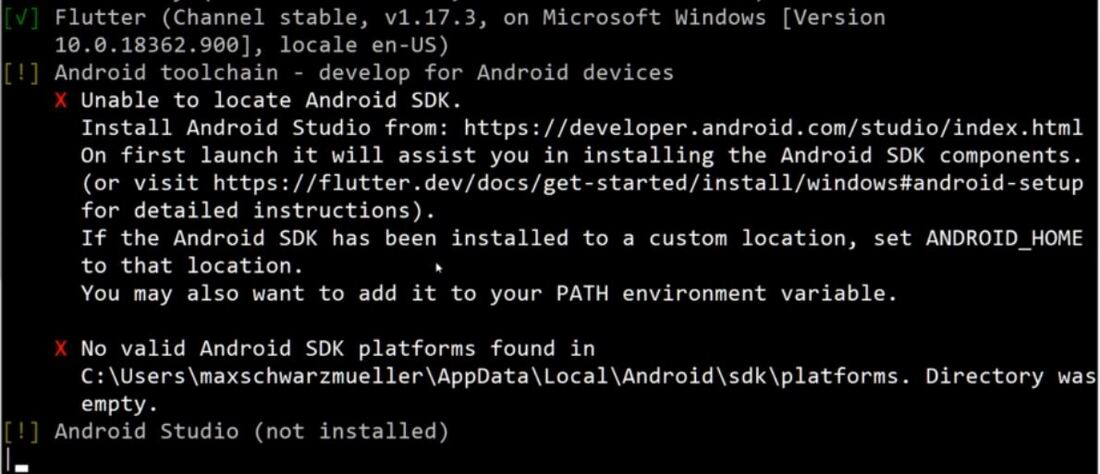 [√] Flutter (Channel stable, v1.17.3, on Microsoft Windows [Version
10.0.18362.900], locale en-US)
[!] Android toolchain - develop for Android devices
X Unable to locate Android SDK.
Install Android Studio from: https://developer.android.com/studio/index.html
On first launch it will assist you in installing the Android SDK components.
(or visit https://flutter.dev/docs/get-started/install/windows#android-setup
for detailed instructions).
If the Android SDK has been installed to a custom location, set ANDROID_HOME
to that location.
You may also want to add it to your PATH environment variable.
X No valid Android SDK platforms found in
C:\Users\maxschwarzmueller\AppData\Local\Android\sdk\platforms. Directory was
empty.
[!] Android Studio (not installed)